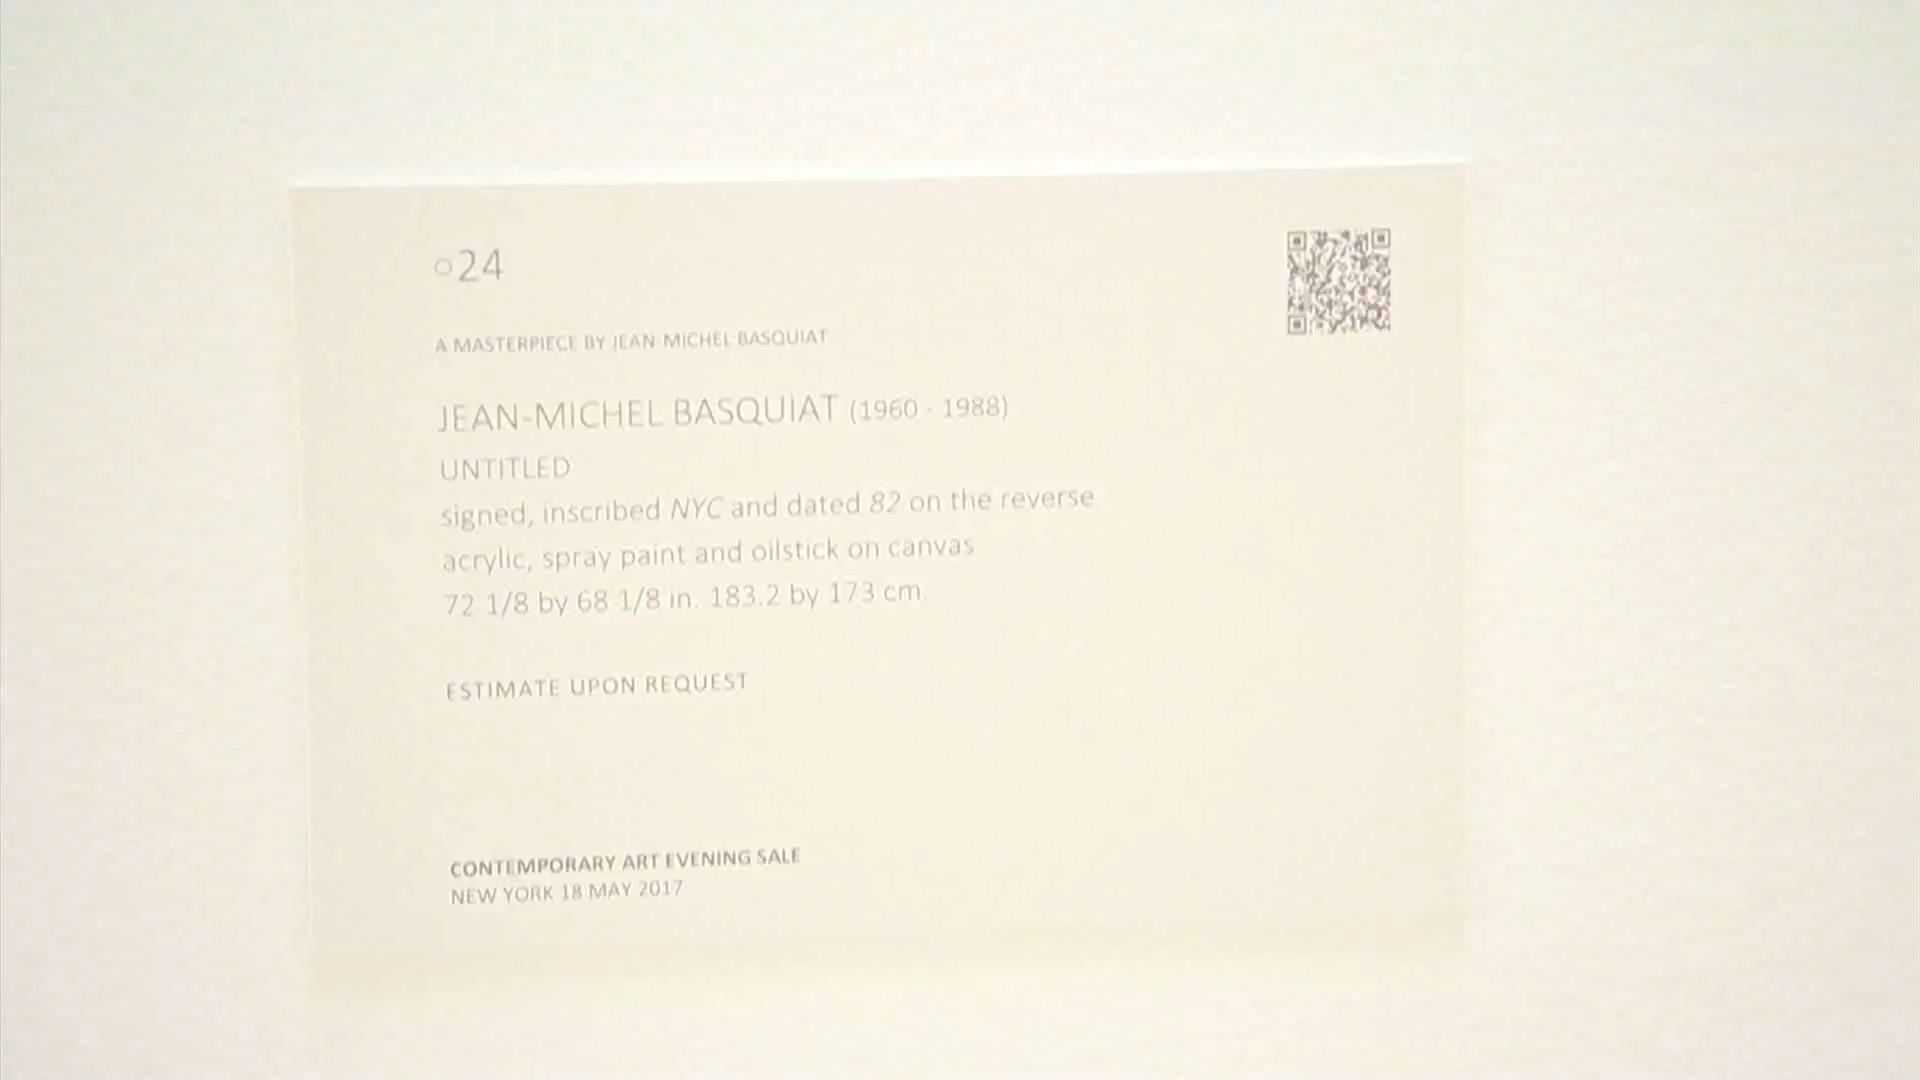 ○24
A MASTERPIECE BY JEAN-MICHEL BASQUIAT
JEAN-MICHEL BASQUIAT (1960 - 1988)
UNTITLED
signed, inscribed NYC and dated 82 on the reverse
acrylic, spray paint and oilstick on canvas
72 1/8 by 68 1/8 in. 183.2 by 173 cm.
ESTIMATE UPON REQUEST
CONTEMPORARY ART EVENING SALE
NEW YORK 18 MAY 2017